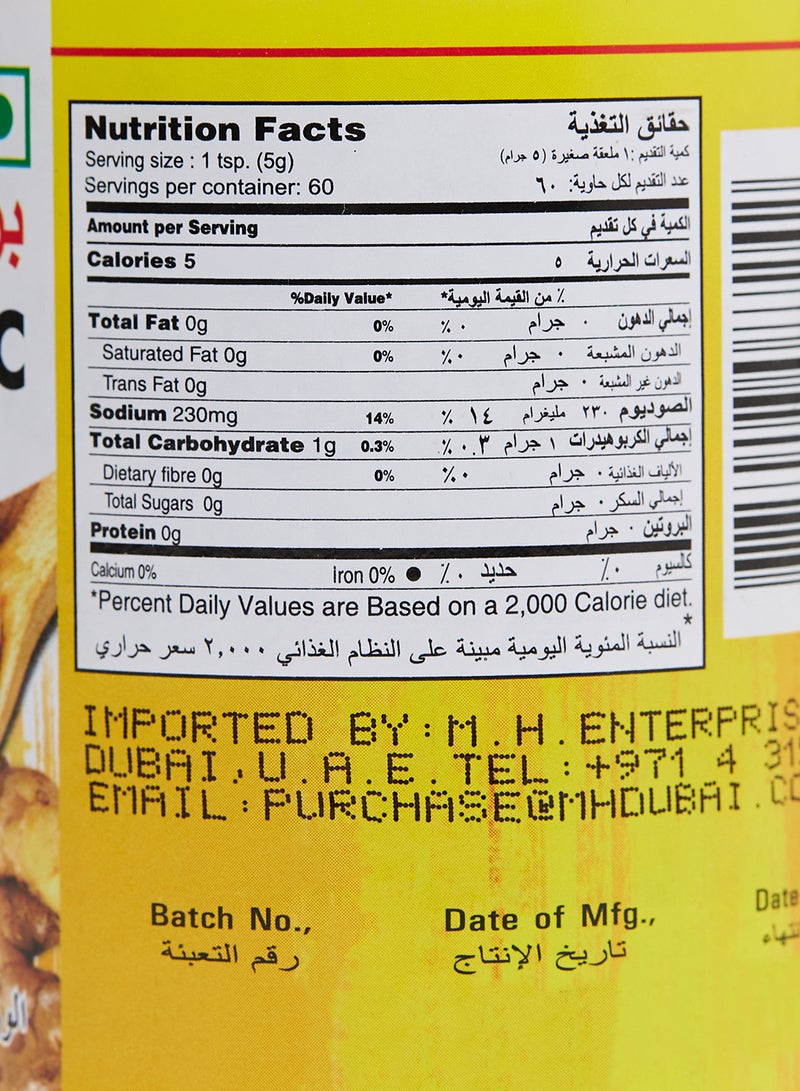 Nutrition Facts حقائق التغذية
Serving size : 1 tsp. (5g) كمية التقديم :١ ملعقة صغيرة (٥ جرام)
Servings per container: 60 عدد التقديم لكل حاوية: ٦٠
Amount per Serving الكمية في كل تقديم
Calories 5 السعرات الحرارية ٥
%Daily Value* ٪ من القيمة اليومية*
Total Fat 0g 0% إجمالي الدهون ٠ جرام ٠ ٪
Saturated Fat 0g 0% الدهون المشبعة ٠ جرام ٠٪
Trans Fat 0g الدهون غير المشبعة ٠ جرام
Sodium 230mg 14% الصوديوم ٢٣٠ مليغرام ١٤ ٪
Total Carbohydrate 1g 0.3% إجمالي الكربوهيدرات ١ جرام ٠.٣ ٪
Dietary fibre 0g 0% الألياف الغذائية ٠ جرام ٠٪
Total Sugars 0g إجمالي السكر ٠ جرام
Protein 0g البروتين ٠ جرام
Calcium 0% iron 0% ● حديد ٠٪ كالسيوم ٠٪
*Percent Daily Values are Based on a 2,000 Calorie diet.
*النسبة المئوية اليومية مبينة على النظام الغذائي ٢,٠٠٠ سعر حراري
IMPORTED BY:M.H.ENTERPRIS
DUBAI,U.A.E.TEL:+971 4 31
EMAIL:PURCHASE@MHDUBAI.CO
Batch No., Date of Mfg., Date
رقم التعبئة تاريخ الإنتاج